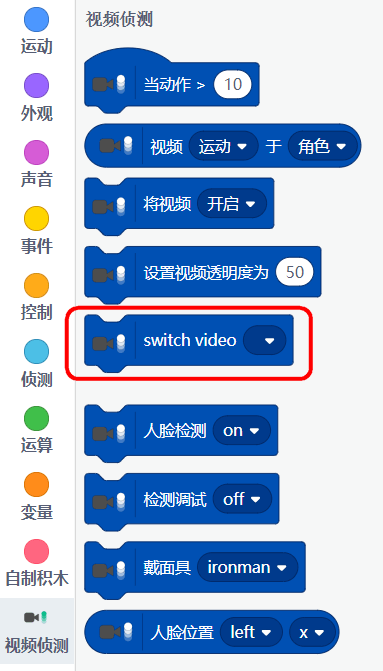 运动
外观
声音
事件
控制
侦测
运算
变量
自制积木
视频侦测
视频侦测
当动作 > 10
视频 运动 于 角色
将视频 开启
设置视频透明度为 50
switch video
人脸检测 on
检测调试 off
戴面具 ironman
人脸位置 left x